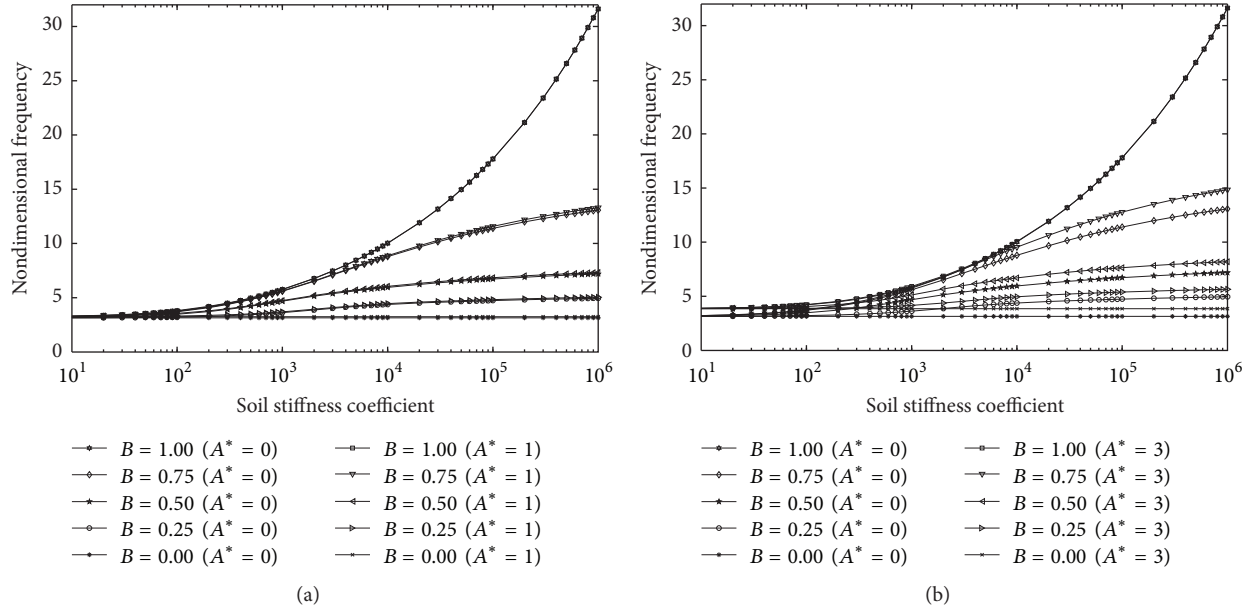 30
25
20
15
10
5
0
Nondimensional frequency
10^1 10^2 10^3 10^4 10^5 10^6
Soil stiffness coefficient
B = 1.00 (A* = 0)
B = 0.75 (A* = 0)
B = 0.50 (A* = 0)
B = 0.25 (A* = 0)
B = 0.00 (A* = 0)
B = 1.00 (A* = 1)
B = 0.75 (A* = 1)
B = 0.50 (A* = 1)
B = 0.25 (A* = 1)
B = 0.00 (A* = 1)
(a)
30
25
20
15
10
5
0
Nondimensional frequency
10^1 10^2 10^3 10^4 10^5 10^6
Soil stiffness coefficient
B = 1.00 (A* = 0)
B = 0.75 (A* = 0)
B = 0.50 (A* = 0)
B = 0.25 (A* = 0)
B = 0.00 (A* = 0)
B = 1.00 (A* = 3)
B = 0.75 (A* = 3)
B = 0.50 (A* = 3)
B = 0.25 (A* = 3)
B = 0.00 (A* = 3)
(b)